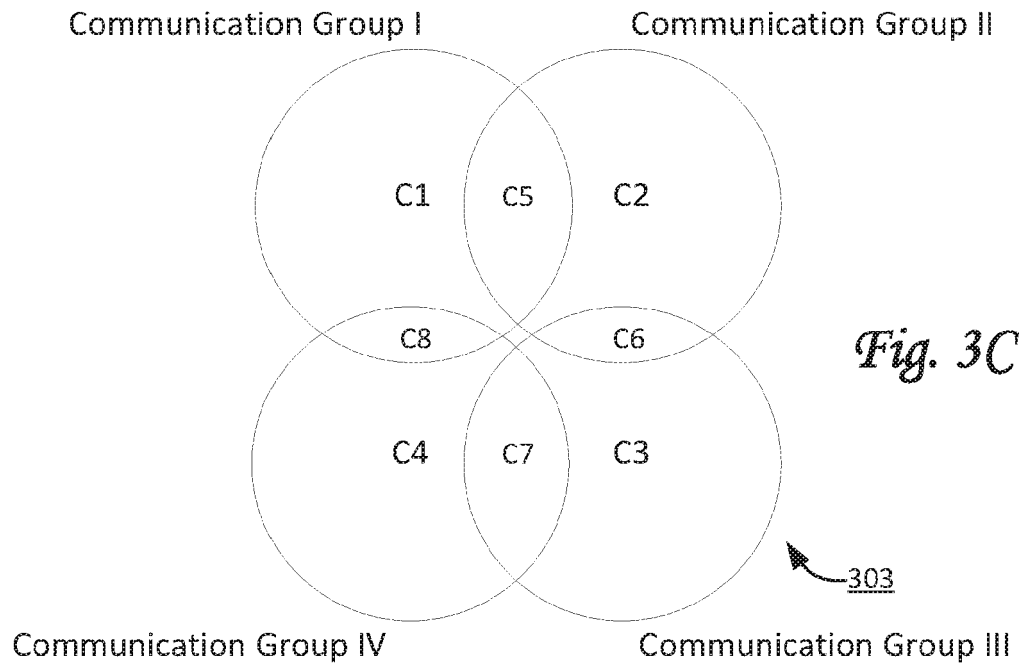 Communication Group I
Communication Group II
C1
C5
C2
C8
C6
Fig. 3C
C4
C7
C3
303
Communication Group IV
Communication Group III